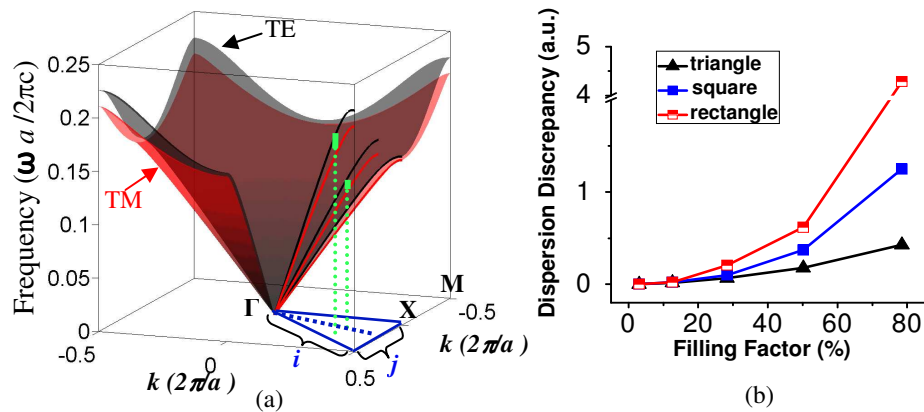 TE
TM
Frequency (ω a /2πc)
0.25
0.2
0.15
0.1
0.05
0
-0.5
0
0.5
-0.5
Γ
X
M
i
j
k (2π/a )
k (2π/a )
(a)
Dispersion Discrepancy (a.u.)
5
4
1
0
triangle
square
rectangle
0 20 40 60 80
Filling Factor (%)
(b)